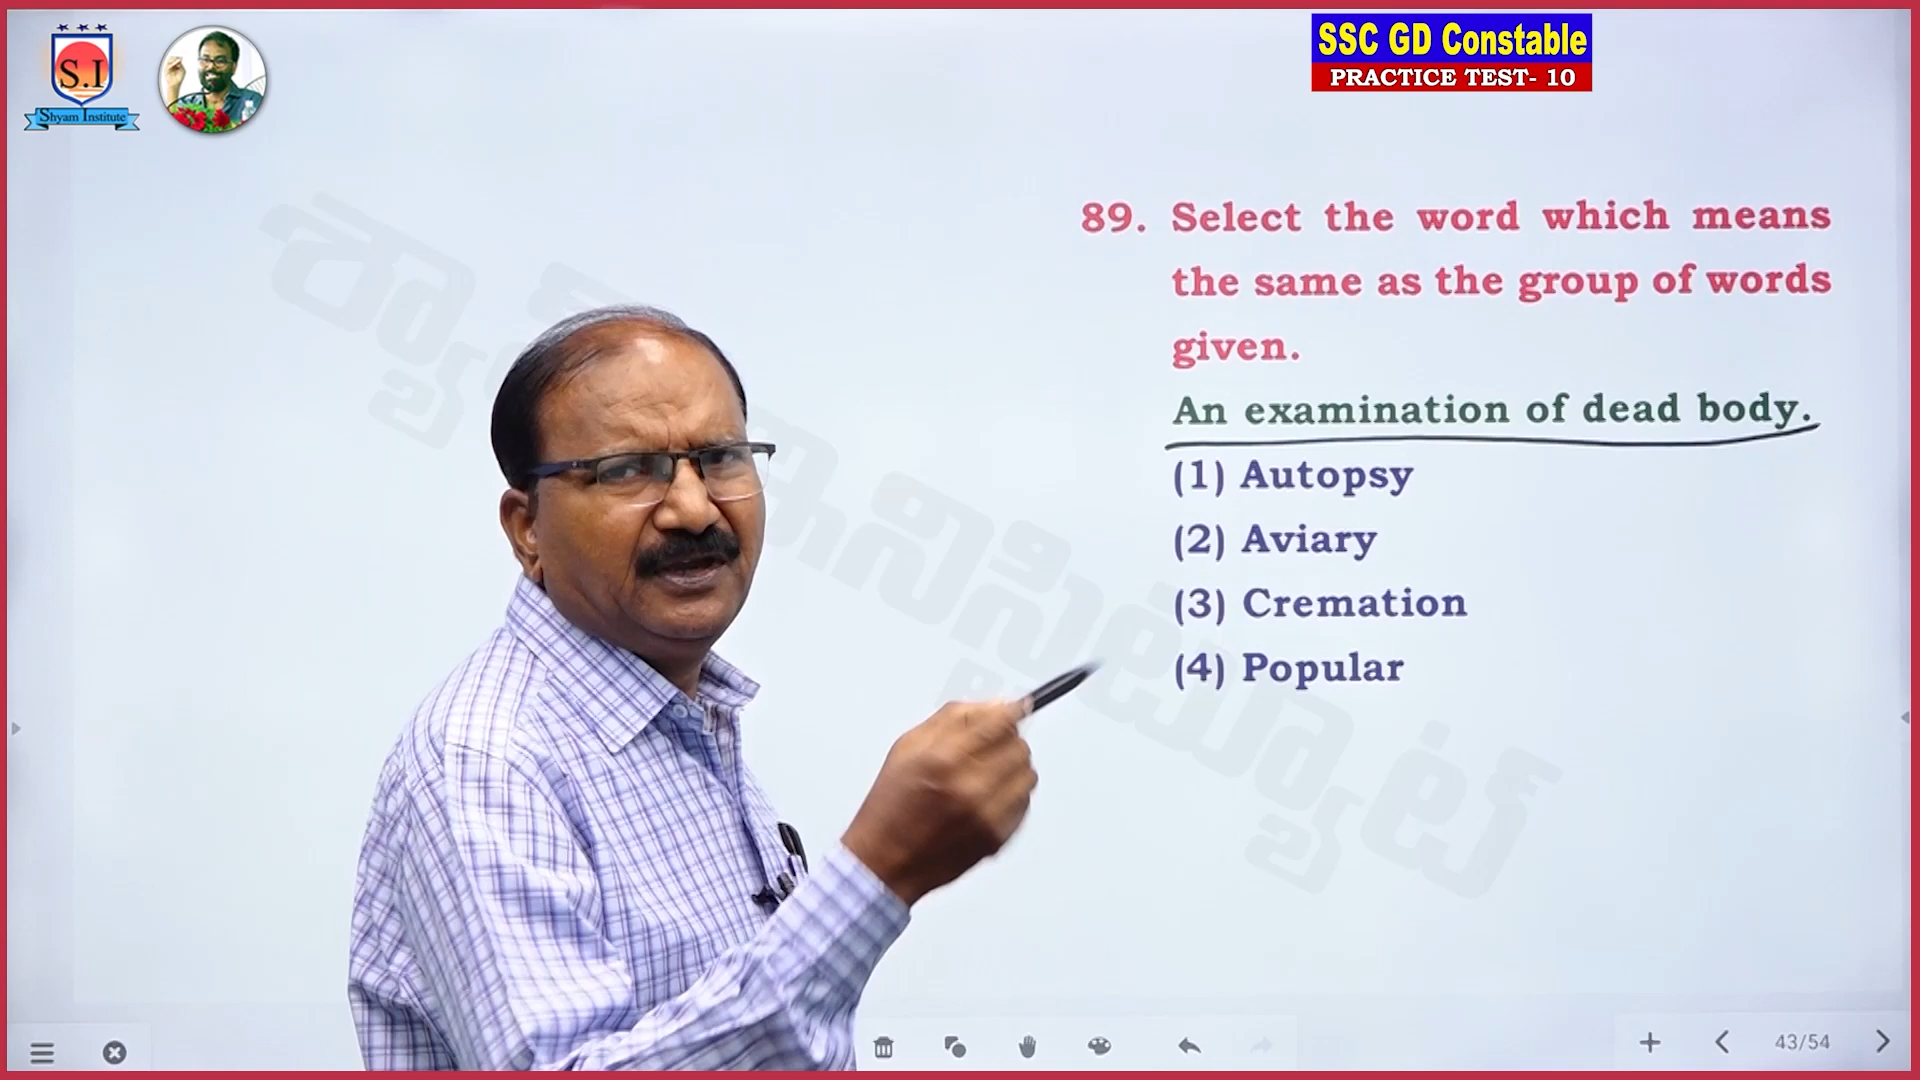 S.I
Shyam Institute
SSC GD Constable
PRACTICE TEST- 10
89. Select the word which means
the same as the group of words
given.
An examination of dead body.
(1) Autopsy
(2) Aviary
(3) Cremation
(4) Popular
శ్యామ్ ఇన్‌స్టిట్యూట్
43/54